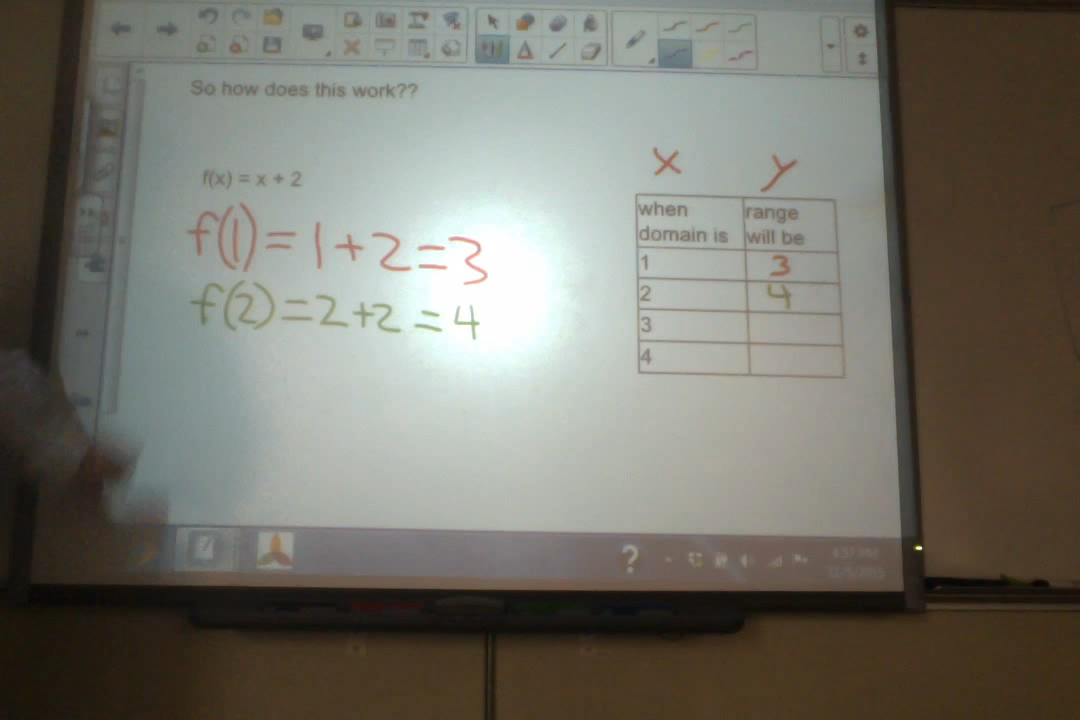 So how does this work??
f(x) = x + 2
f(1) = 1 + 2 = 3
f(2) = 2 + 2 = 4
x y
when domain is range will be
1 3
2 4
3
4
?